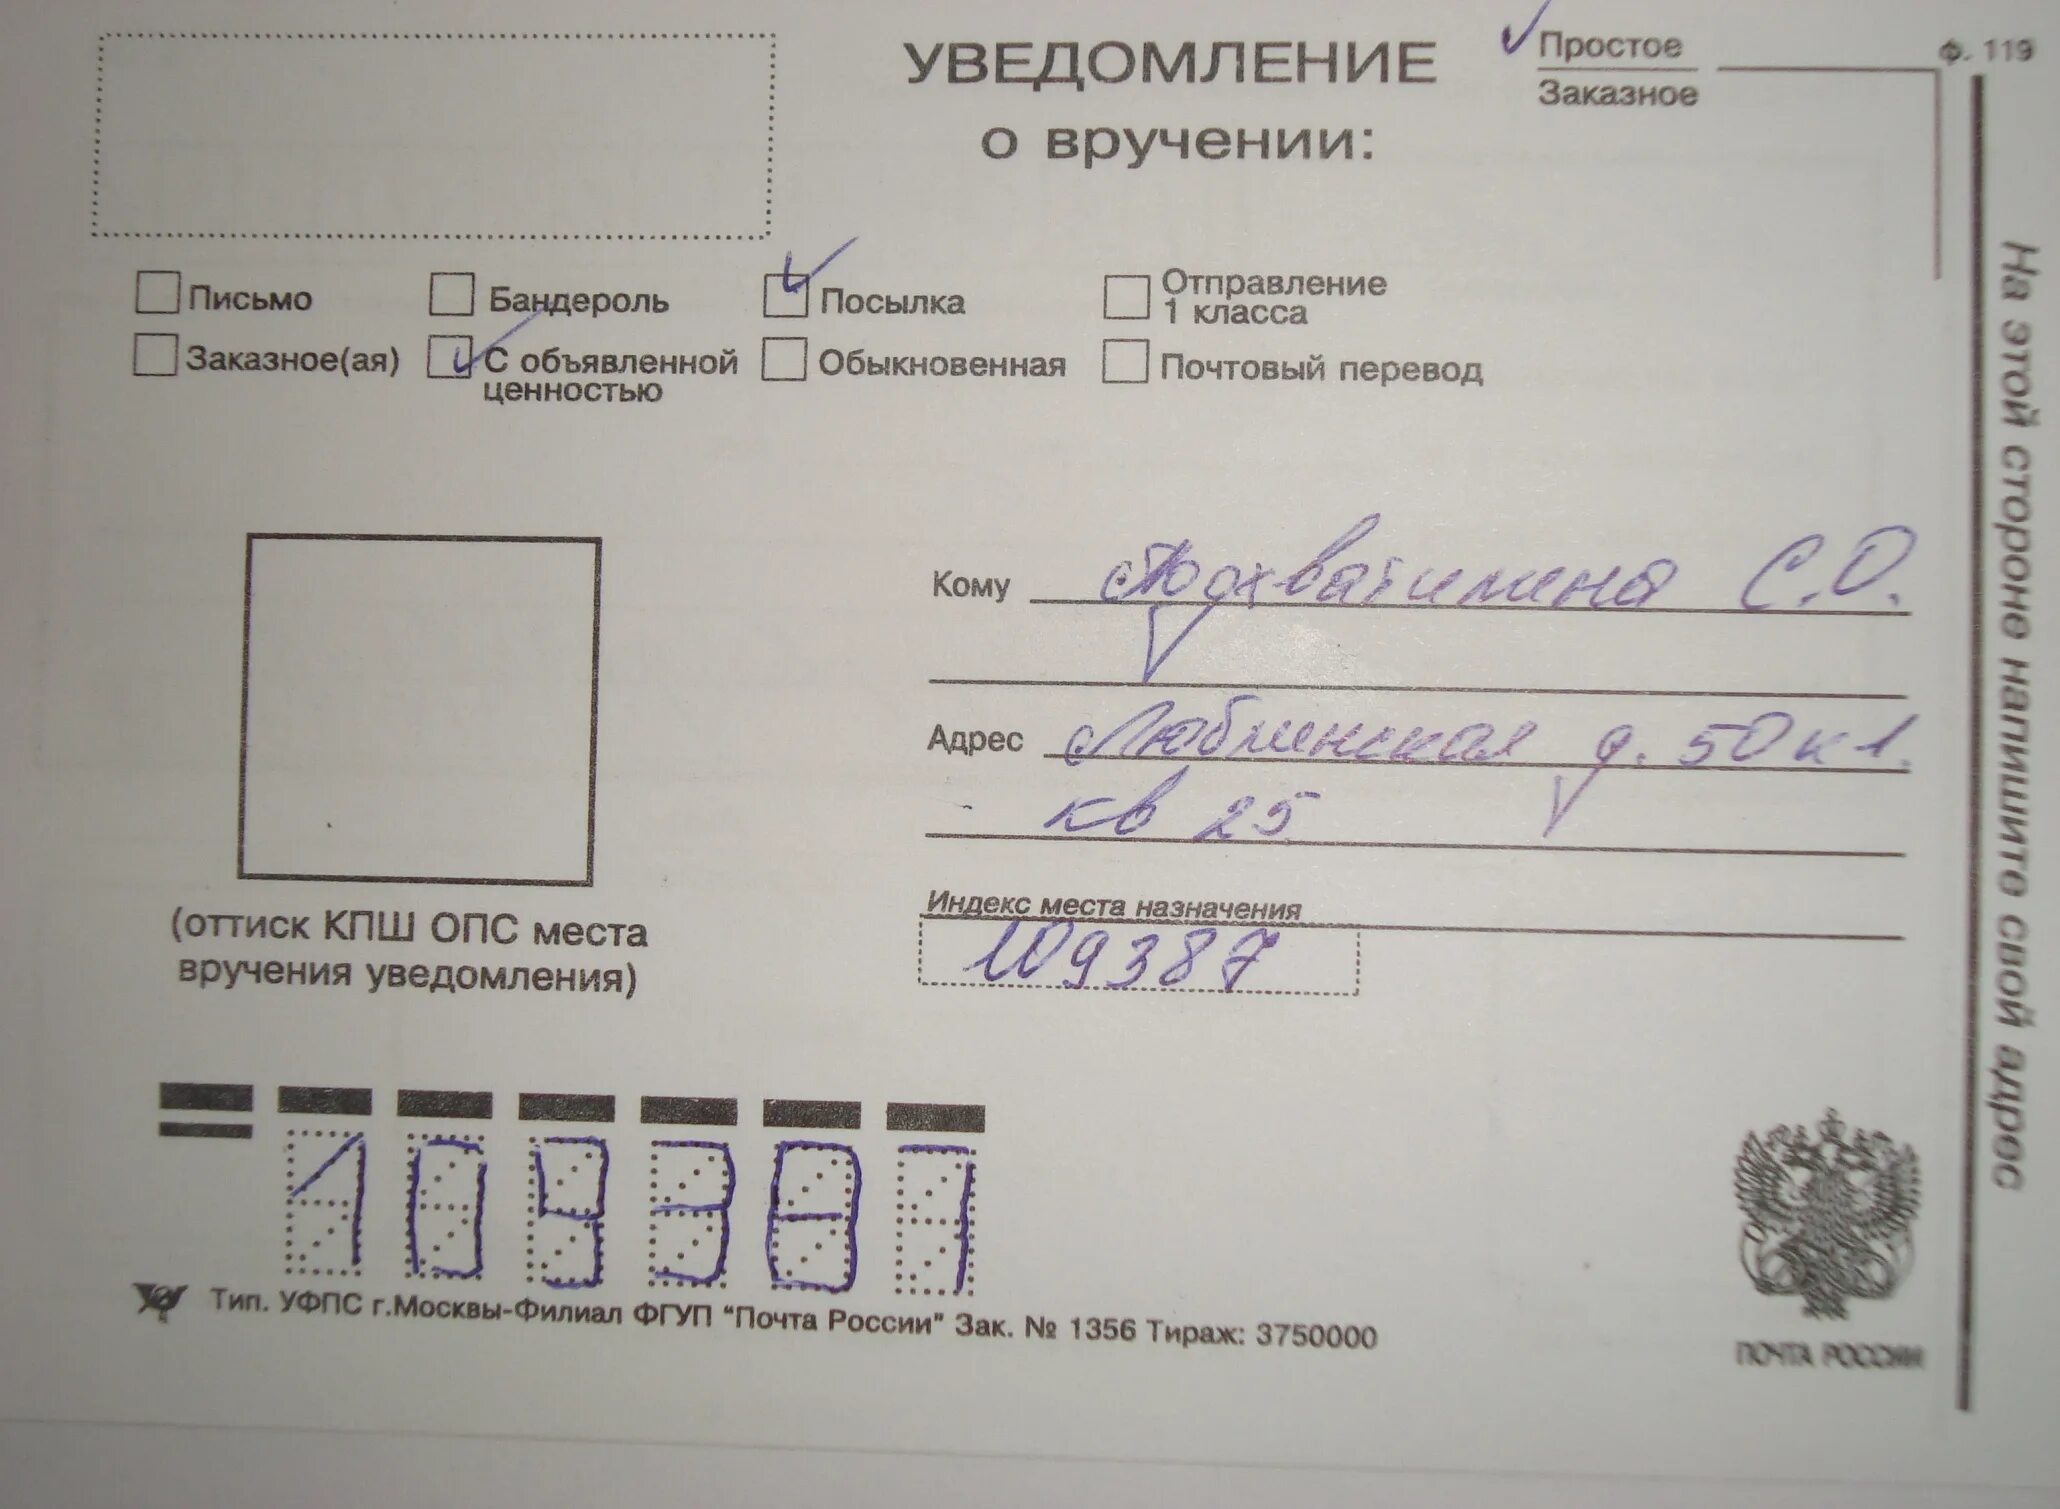 УВЕДОМЛЕНИЕ
о вручении:
Простое
Заказное
ф. 119
Письмо
Бандероль
Посылка
Отправление
1 класса
Заказное(ая)
С объявленной
ценностью
Обыкновенная
Почтовый перевод
Кому Подхватимина С.О.
Адрес Люблинская д. 50 к 1.
кв 25
Индекс места назначения
109387
(оттиск КПШ ОПС места
вручения уведомления)
109387
Тип. УФПС г.Москвы-Филиал ФГУП "Почта России" Зак. № 1356 Тираж: 3750000
ПОЧТА РОССИИ
На этой стороне напишите свой адрес